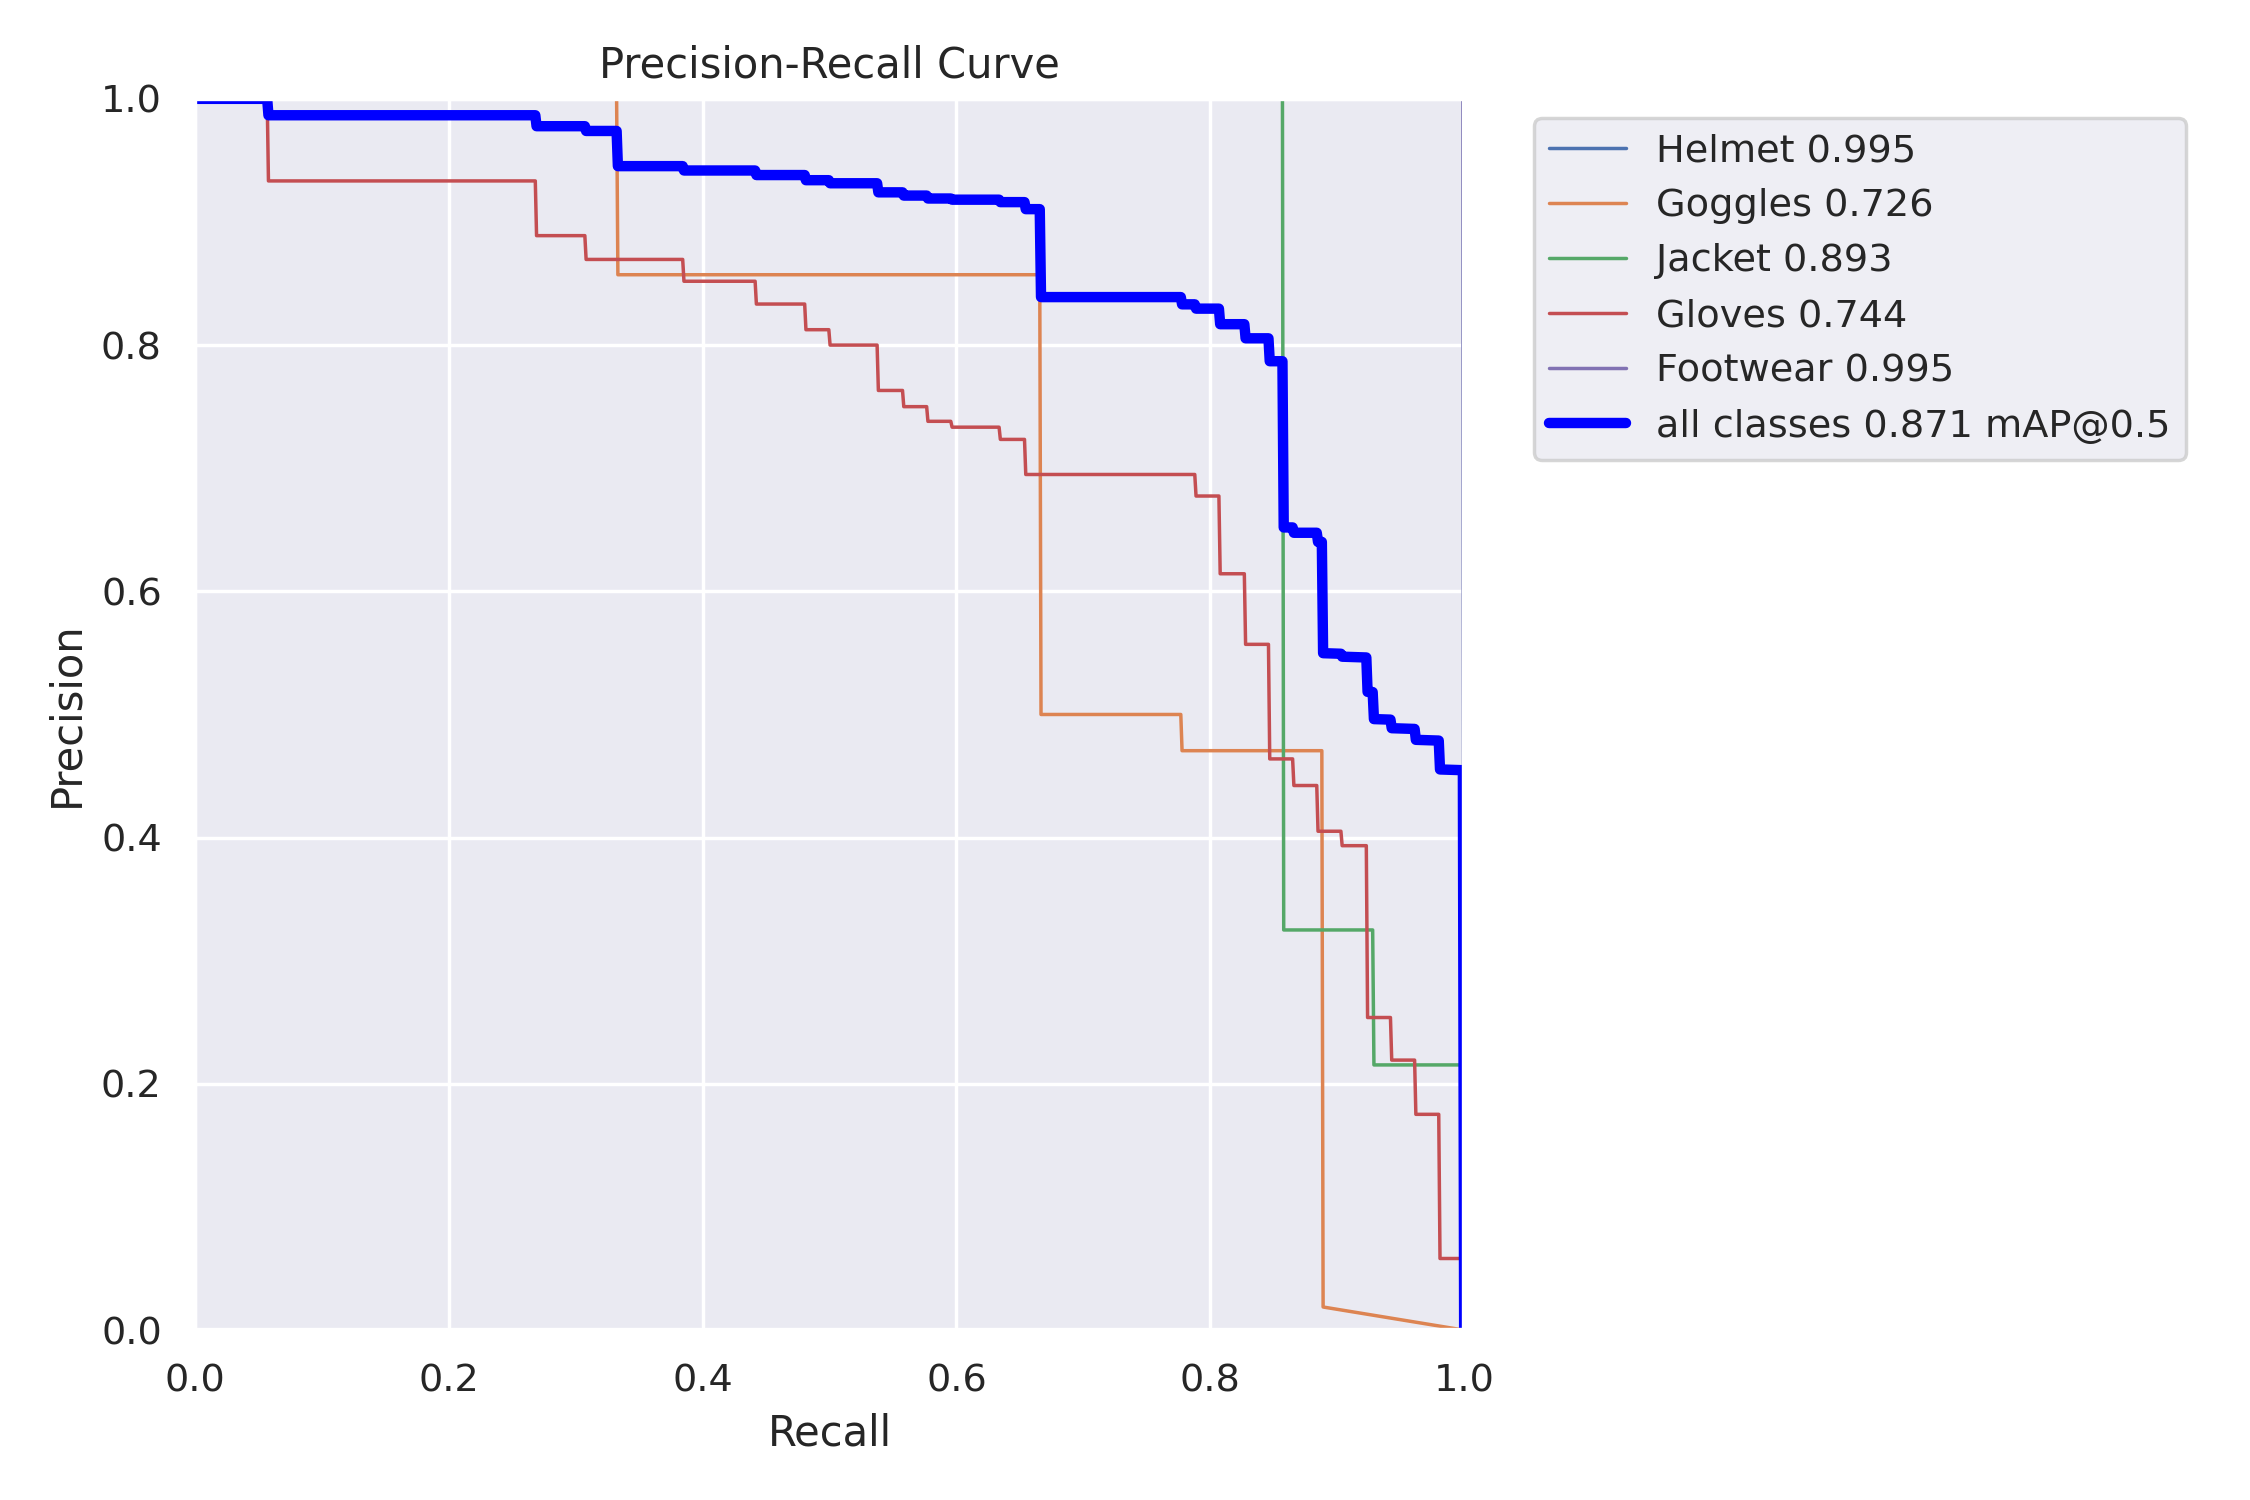 Precision-Recall Curve
1.0
0.8
0.6
0.4
0.2
0.0
Precision
0.0 0.2 0.4 0.6 0.8 1.0
Recall
Helmet 0.995
Goggles 0.726
Jacket 0.893
Gloves 0.744
Footwear 0.995
all classes 0.871 mAP@0.5